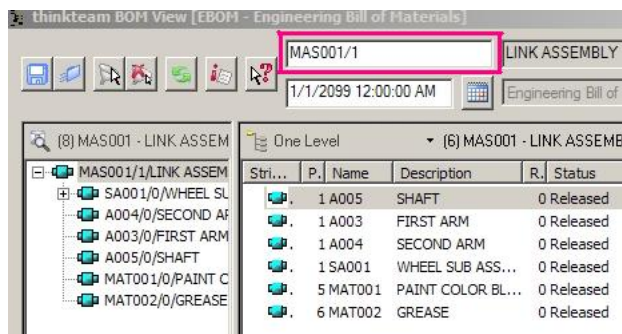 thinkteam BOM View [EBOM - Engineering Bill of Materials]
MAS001/1
LINK ASSEMBLY
1/1/2099 12:00:00 AM
Engineering Bill of
(8) MAS001 - LINK ASSEM
MAS001/1/LINK ASSEM
SA001/0/WHEEL SU
A004/0/SECOND AR
A003/0/FIRST ARM
A005/0/SHAFT
MAT001/0/PAINT C
MAT002/0/GREASE
One Level
(6) MAS001 - LINK ASSEMB
Stri... P. Name Description R. Status
1 A005 SHAFT 0 Released
1 A003 FIRST ARM 0 Released
1 A004 SECOND ARM 0 Released
1 SA001 WHEEL SUB ASS... 0 Released
5 MAT001 PAINT COLOR BL... 0 Released
6 MAT002 GREASE 0 Released